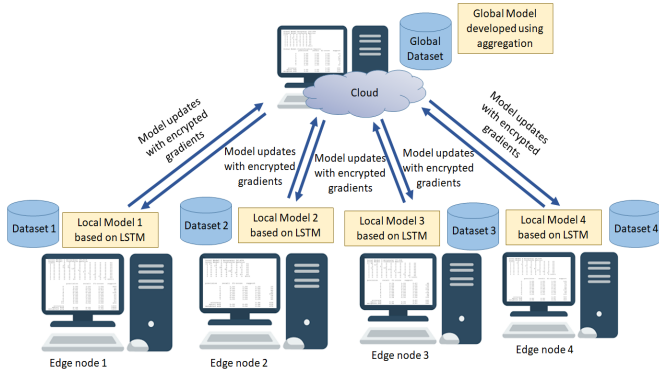 Global Model
developed using
aggregation
Global
Dataset
Cloud
Model updates
with encrypted
gradients
Model updates
with encrypted
gradients
Model updates
with encrypted
gradients
Model updates
with encrypted
gradients
Model updates
with encrypted
gradients
Dataset 1
Local Model 1
based on LSTM
Dataset 2
Local Model 2
based on LSTM
Local Model 3
based on LSTM
Dataset 3
Local Model 4
based on LSTM
Dataset 4
Edge node 1
Edge node 2
Edge node 3
Edge node 4